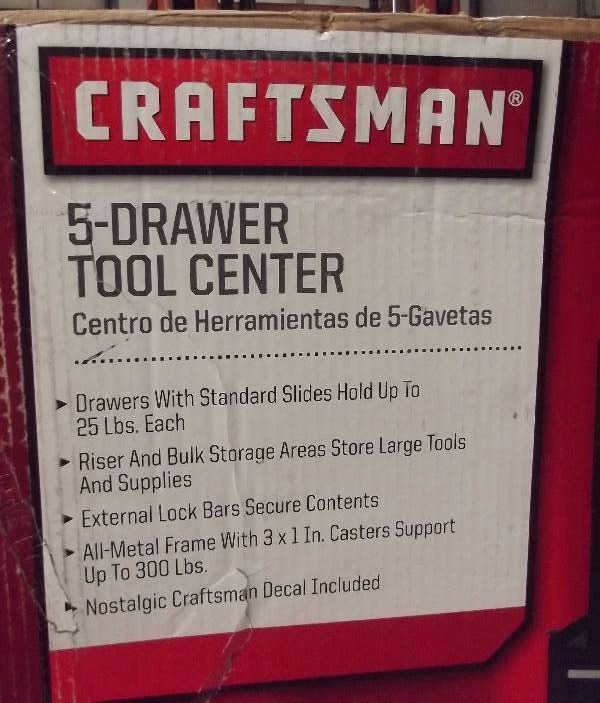 CRAFTSMAN®
5-DRAWER
TOOL CENTER
Centro de Herramientas de 5-Gavetas
▸ Drawers With Standard Slides Hold Up To
25 Lbs. Each
▸ Riser And Bulk Storage Areas Store Large Tools
And Supplies
▸ External Lock Bars Secure Contents
▸ All-Metal Frame With 3 x 1 In. Casters Support
Up To 300 Lbs.
▸ Nostalgic Craftsman Decal Included